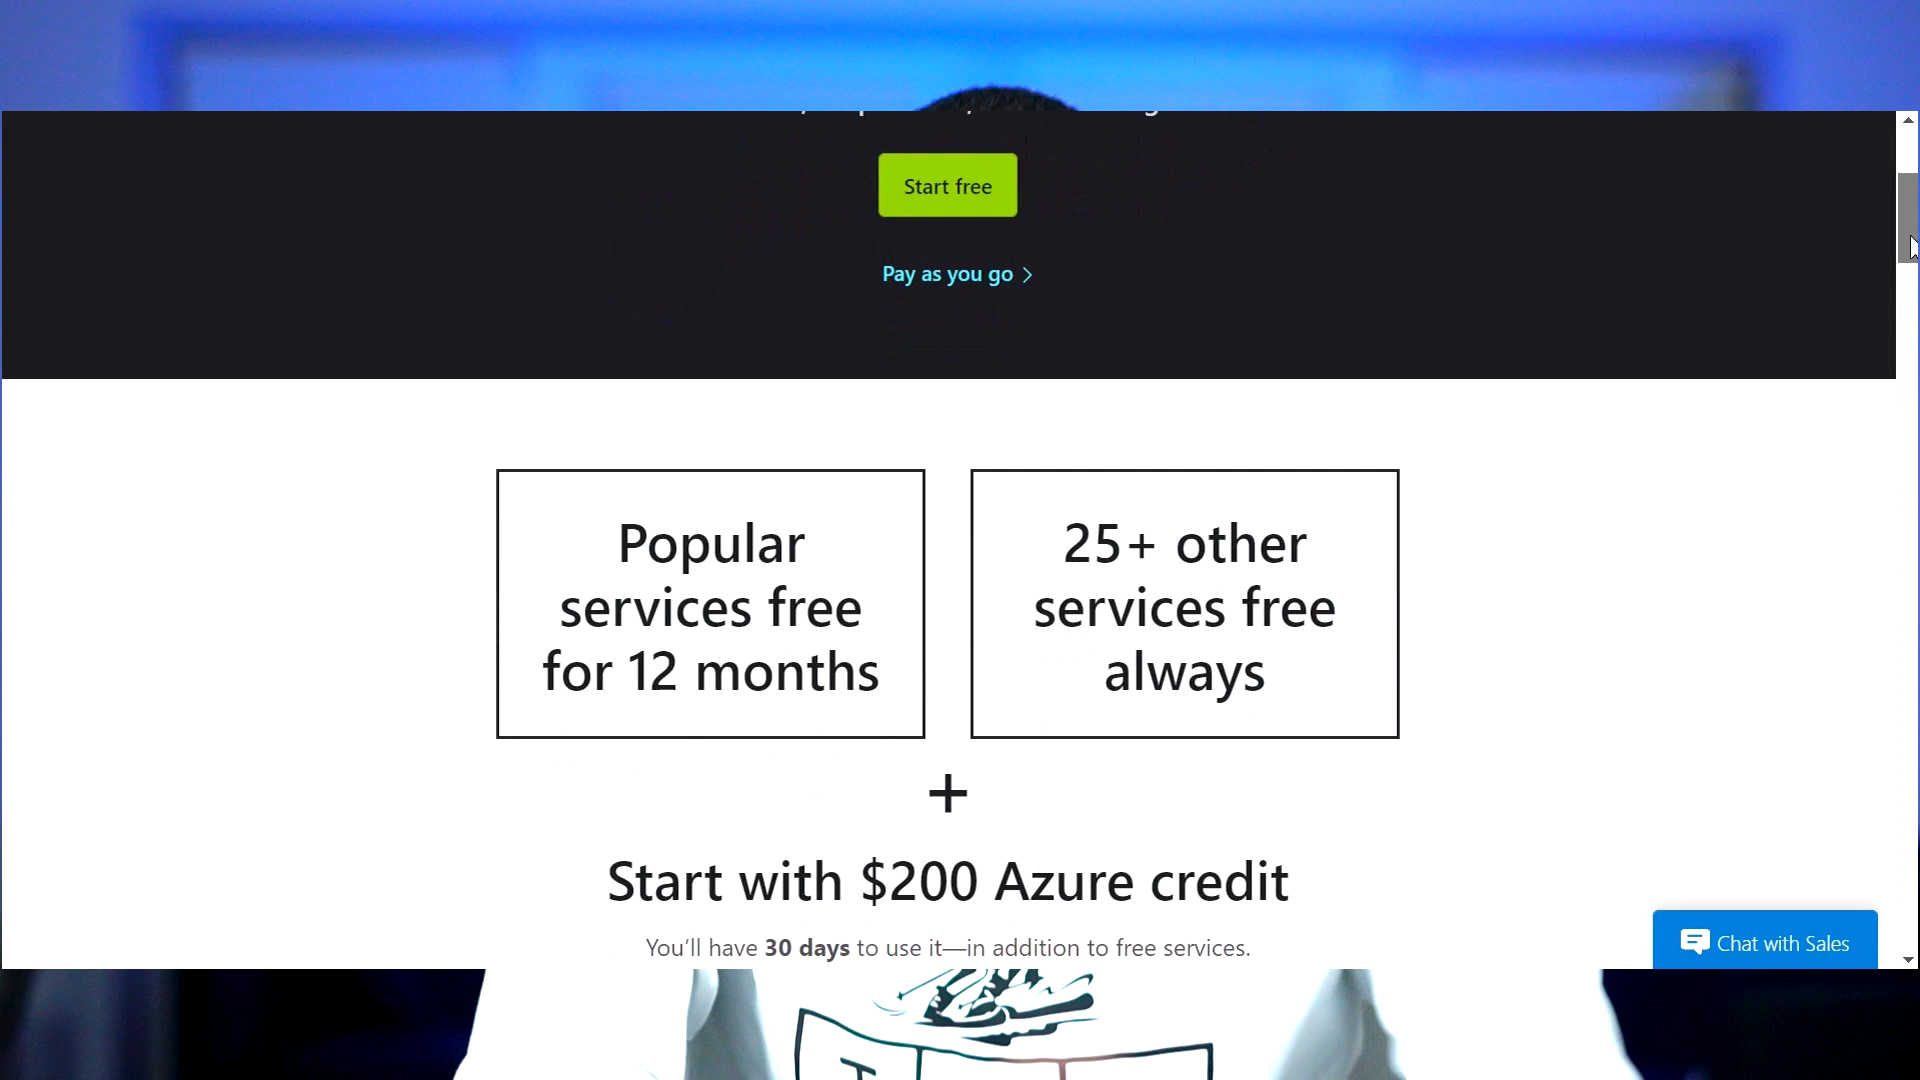 Start free
Pay as you go
Popular
services free
for 12 months
25+ other
services free
always
+
Start with $200 Azure credit
You'll have 30 days to use it—in addition to free services.
Chat with Sales